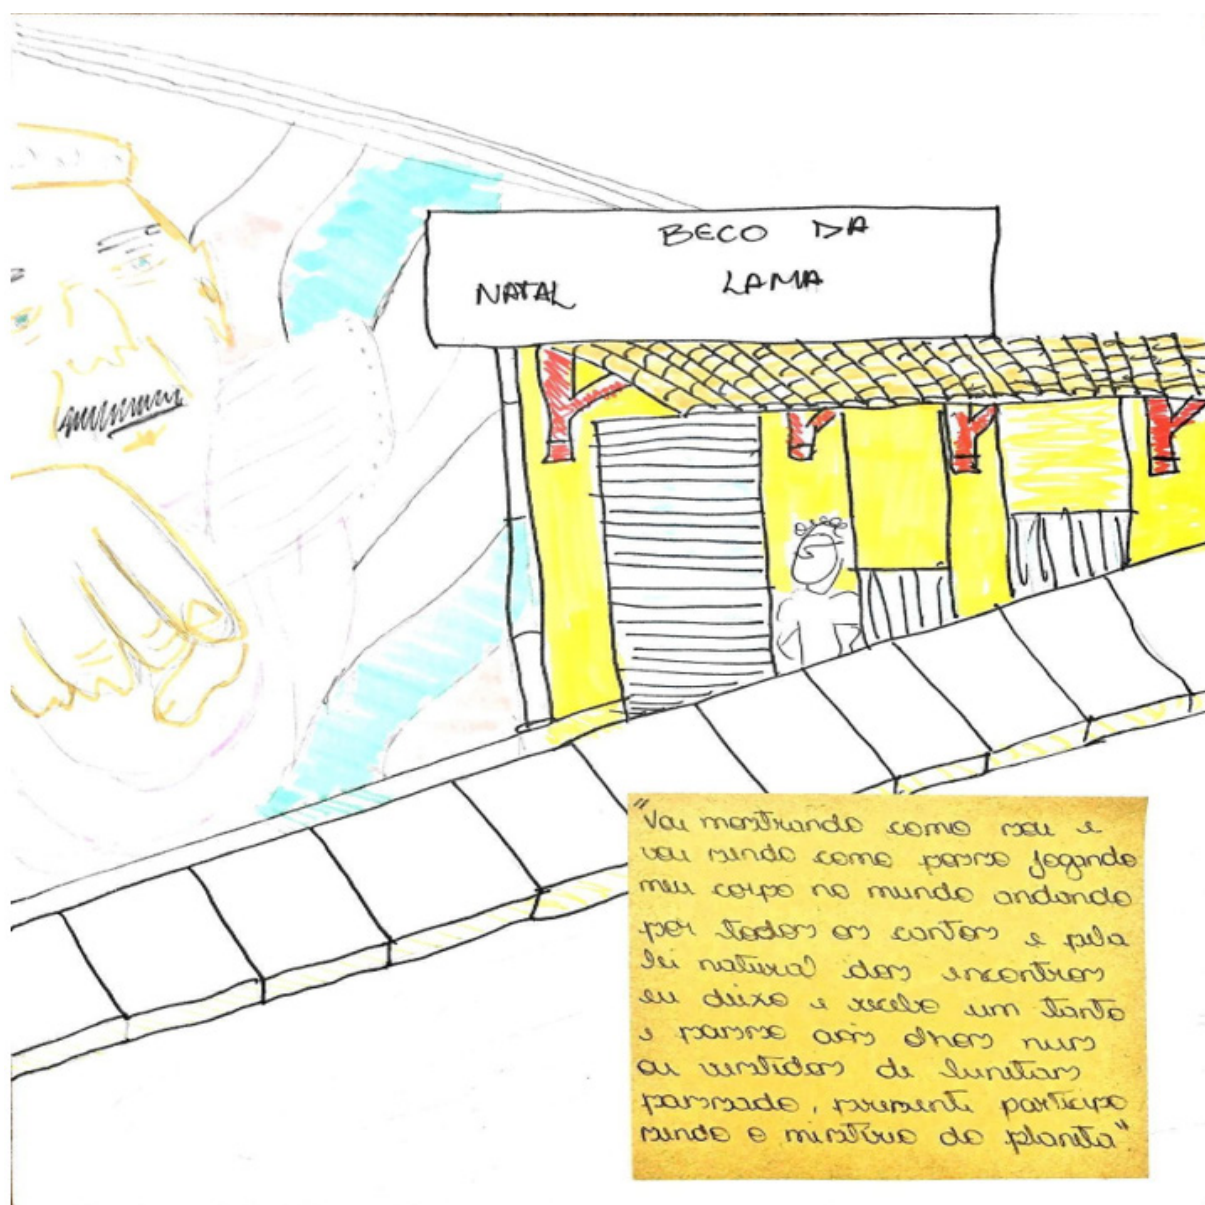 BECO DA
NATAL LAMA
"Vou mostrando como sou e
vou sendo como posso jogando
meu corpo no mundo andando
por todos os cantos e pela
lei natural dos encontros
eu deixo e recebo um tanto
e passo aos olhos nus
ou vestidos de lunetas
passado, presente participo
sendo o mistério do planeta"